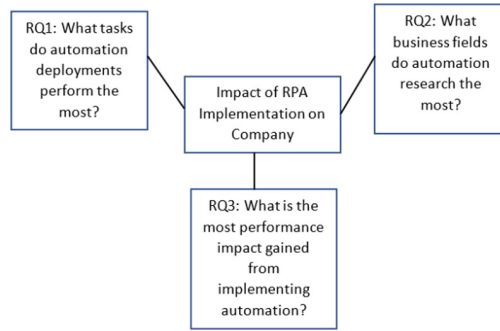 RQ1: What tasks
do automation
deployments
perform the
most?
RQ2: What
business fields
do automation
research the
most?
Impact of RPA
Implementation on
Company
RQ3: What is the
most performance
impact gained
from
implementing
automation?